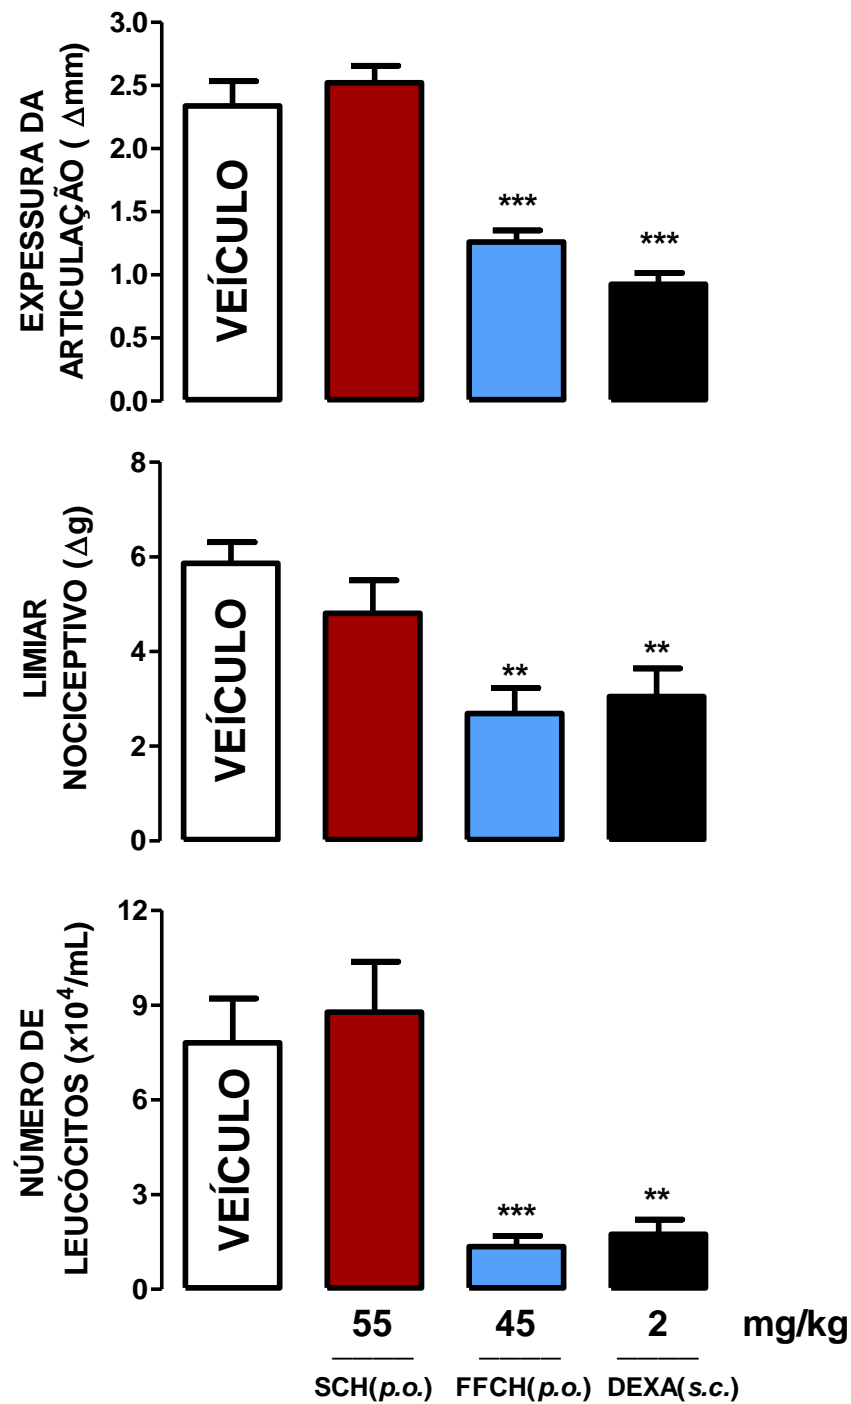 EXPESSURA DA
ARTICULAÇÃO ( Δmm)
3.0
2.5
2.0
1.5
1.0
0.5
0.0
VEÍCULO
***
***
LIMIAR
NOCICEPTIVO (Δg)
8
6
4
2
0
VEÍCULO
**
**
NÚMERO DE
LEUCÓCITOS (x10⁴/mL)
12
9
6
3
0
VEÍCULO
***
**
55 45 2 mg/kg
SCH(p.o.) FFCH(p.o.) DEXA(s.c.)